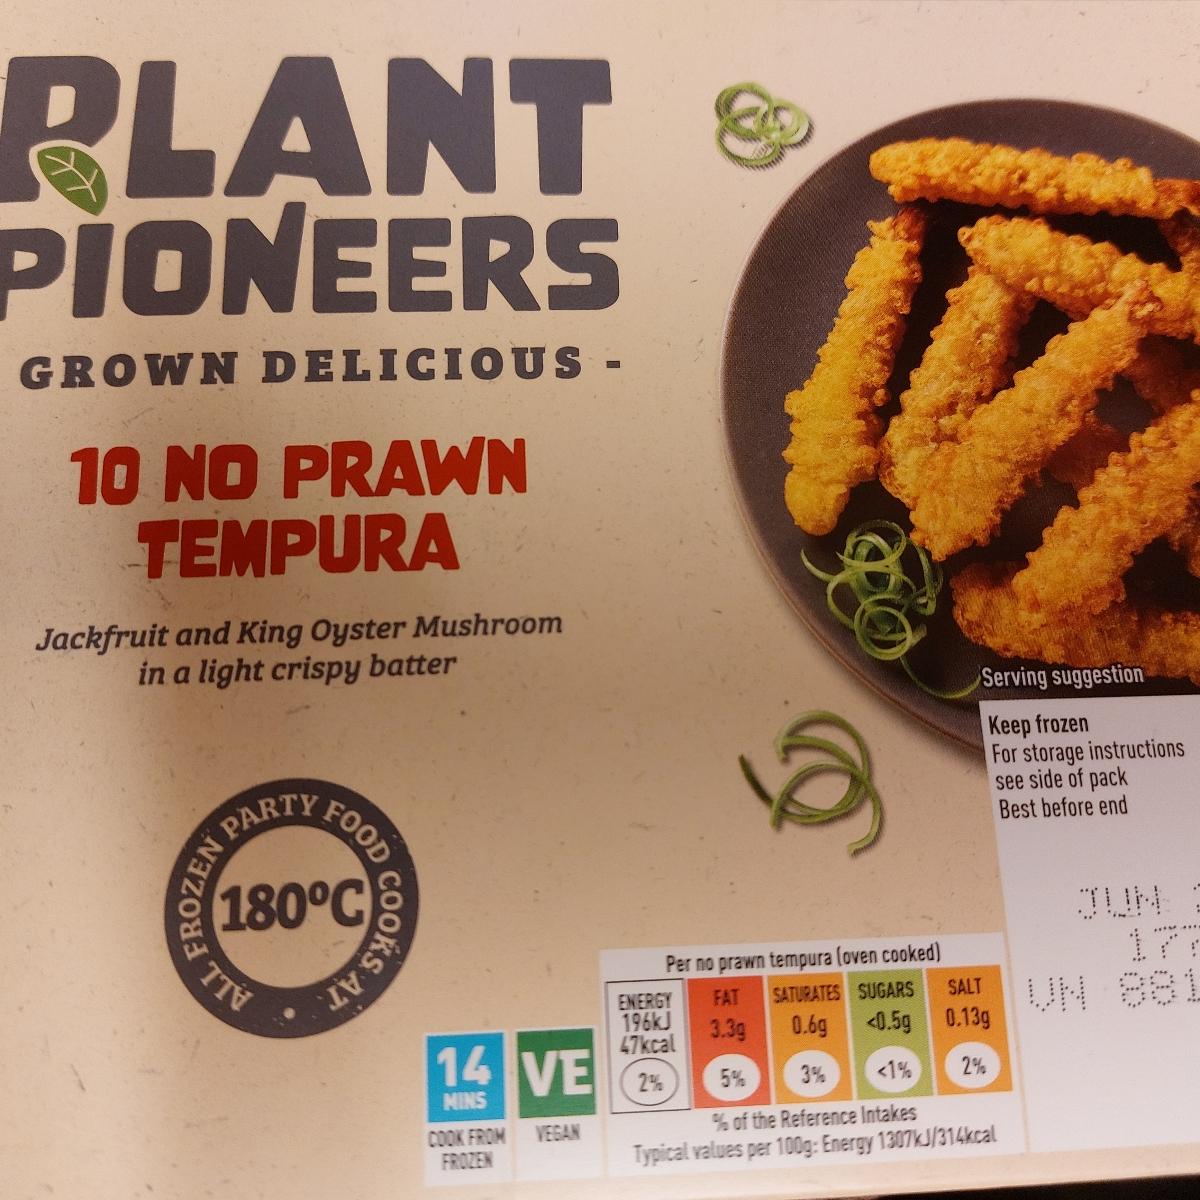 PLANT
PIONEERS
GROWN DELICIOUS -
10 NO PRAWN
TEMPURA
Jackfruit and King Oyster Mushroom
in a light crispy batter
Serving suggestion
Keep frozen
For storage instructions
see side of pack
Best before end
JUN
177
VN 881
ALL FROZEN PARTY FOOD COOKS AT
180ºC
14
MINS
COOK FROM
FROZEN
VE
VEGAN
Per no prawn tempura (oven cooked)
ENERGY
196kJ
47kcal
2%
FAT
3.3g
5%
SATURATES
0.6g
3%
SUGARS
<0.5g
<1%
SALT
0.13g
2%
% of the Reference Intakes
Typical values per 100g: Energy 1307kJ/314kcal